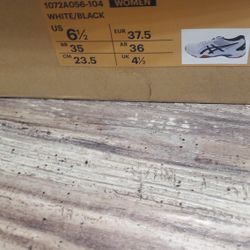 1072A056-104 WOMEN
WHITE/BLACK
US 6½ EUR 37.5
BR 35 AR 36
CM 23.5 UK 4½